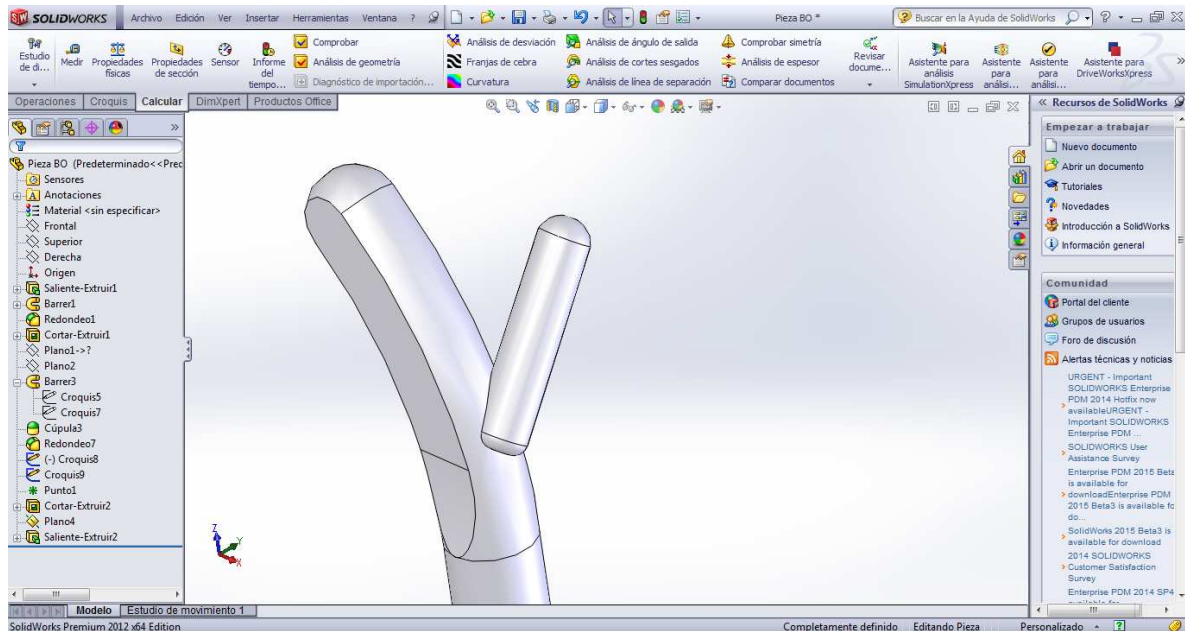 SOLIDWORKS Archivo Edición Ver Insertar Herramientas Ventana ? Pieza BO * Buscar en la Ayuda de SolidWorks
Estudio de di...
Medir
Propiedades físicas
Propiedades de sección
Sensor
Informe del tiempo...
Comprobar
Análisis de geometría
Diagnóstico de importación...
Análisis de desviación
Franjas de cebra
Curvatura
Análisis de ángulo de salida
Análisis de cortes sesgados
Análisis de línea de separación
Comprobar simetría
Análisis de espesor
Comparar documentos
Revisar docume...
Asistente para análisis SimulationXpress
Asistente para análisi...
Asistente para análisi...
Asistente para DriveWorksXpress
Operaciones Croquis Calcular DimXpert Productos Office
Pieza BO (Predeterminado<<Prec
Sensores
Anotaciones
Material <sin especificar>
Frontal
Superior
Derecha
Origen
Saliente-Extruir1
Barrer1
Redondeo1
Cortar-Extruir1
Plano1->?
Plano2
Barrer3
Croquis5
Croquis7
Cúpula3
Redondeo7
(-) Croquis8
Croquis9
Punto1
Cortar-Extruir2
Plano4
Saliente-Extruir2
Z
Y
X
Recursos de SolidWorks
Empezar a trabajar
Nuevo documento
Abrir un documento
Tutoriales
Novedades
Introducción a SolidWorks
Información general
Comunidad
Portal del cliente
Grupos de usuarios
Foro de discusión
Alertas técnicas y noticias
URGENT - Important
SOLIDWORKS Enterprise
PDM 2014 Hotfix now
availableURGENT -
Important SOLIDWORKS
Enterprise PDM ...
SOLIDWORKS User
Assistance Survey
Enterprise PDM 2015 Beta
is available for
downloadEnterprise PDM
2015 Beta3 is available fo
do...
SolidWorks 2015 Beta3 is
available for download
2014 SOLIDWORKS
Customer Satisfaction
Survey
Enterprise PDM 2014 SP4
Modelo Estudio de movimiento 1
SolidWorks Premium 2012 x64 Edition Completamente definido Editando Pieza Personalizado